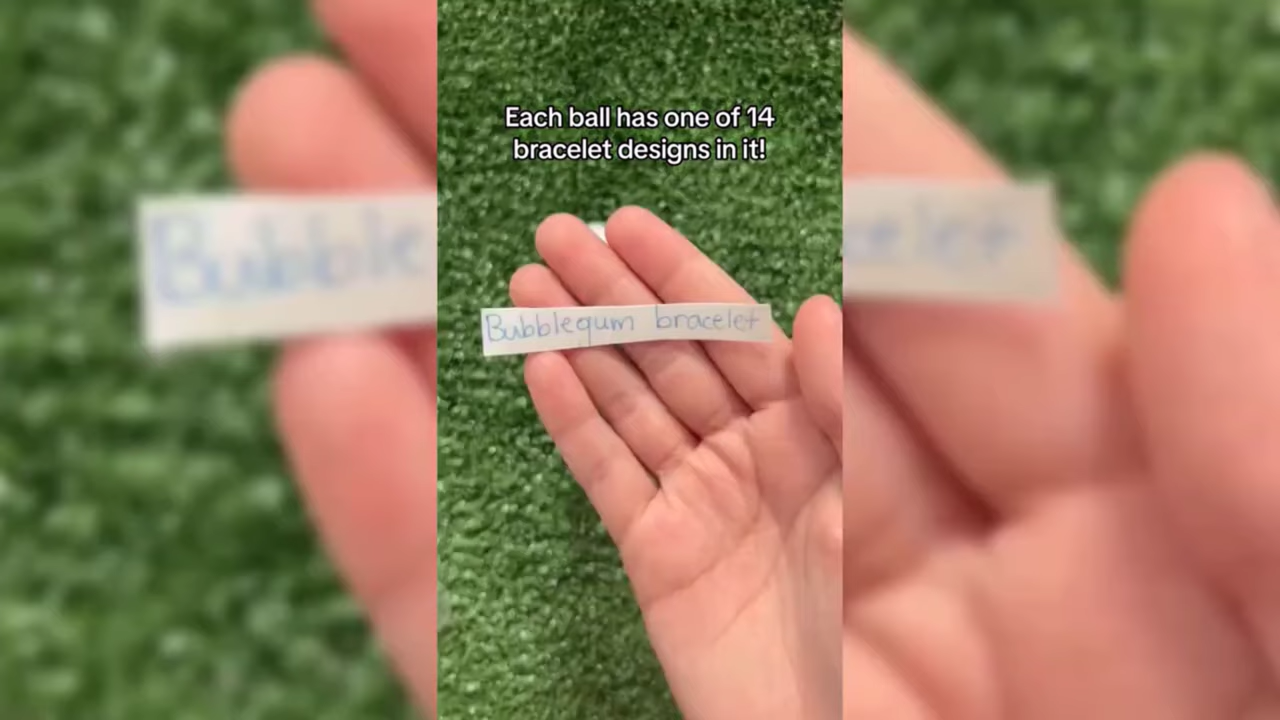 Each ball has one of 14
bracelet designs in it!
Bubblegum bracelet